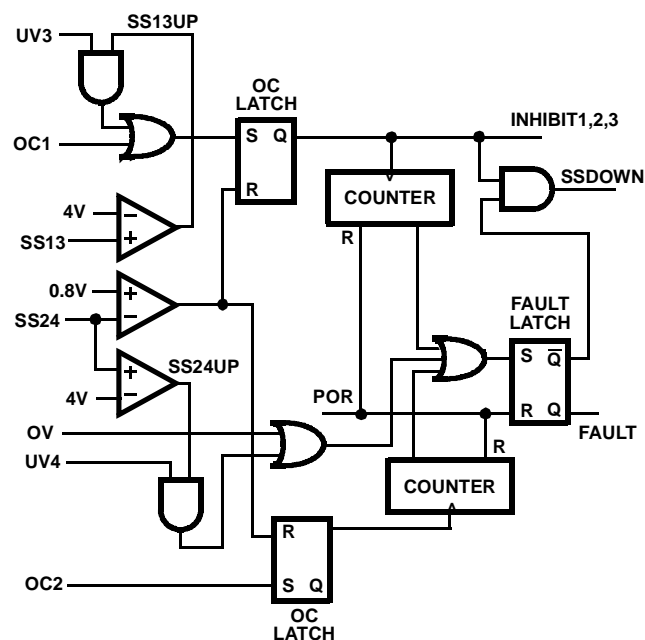 SS13UP
UV3
OC
LATCH
INHIBIT1,2,3
S Q
OC1
SSDOWN
R
COUNTER
4V
−
SS13
+
R
0.8V
+
SS24
−
FAULT
LATCH
SS24UP
S Q̅
+
4V
−
POR
R Q
OV
FAULT
UV4
R
COUNTER
R
OC2
S Q
OC
LATCH